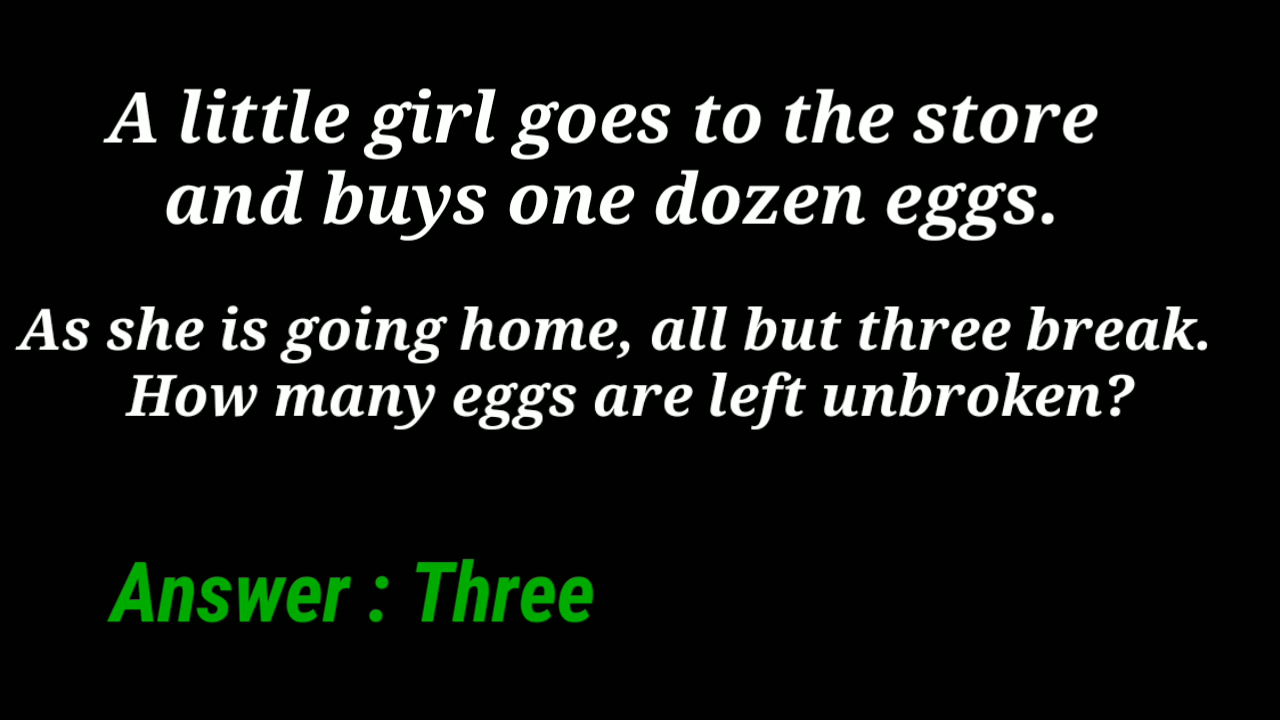 A little girl goes to the store
and buys one dozen eggs.
As she is going home, all but three break.
How many eggs are left unbroken?
Answer : Three